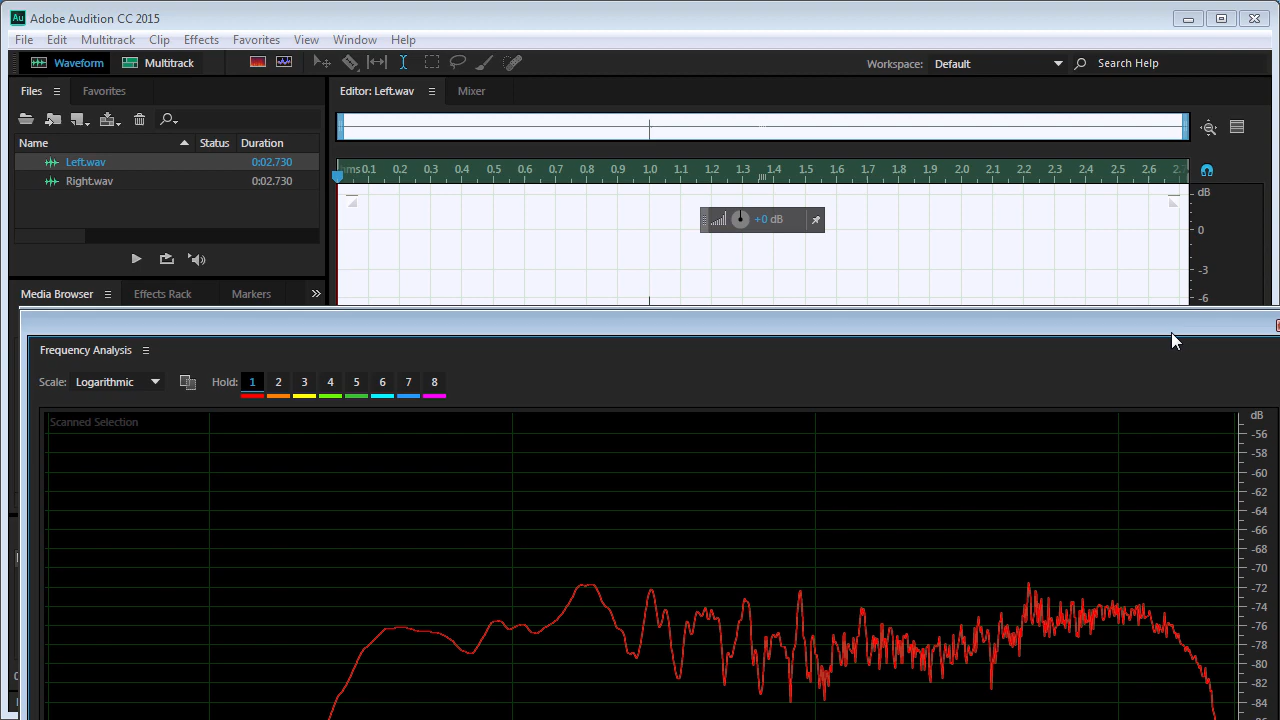 Au Adobe Audition CC 2015
File Edit Multitrack Clip Effects Favorites View Window Help
Waveform Multitrack Workspace: Default Search Help
Files Favorites Editor: Left.wav Mixer
Name Status Duration
Left.wav 0:02.730
Right.wav 0:02.730
hms 0.1 0.2 0.3 0.4 0.5 0.6 0.7 0.8 0.9 1.0 1.1 1.2 1.3 1.4 1.5 1.6 1.7 1.8 1.9 2.0 2.1 2.2 2.3 2.4 2.5 2.6 2.7
dB
+0 dB
0
-3
-6
Media Browser Effects Rack Markers
Frequency Analysis
Scale: Logarithmic Hold: 1 2 3 4 5 6 7 8
Scanned Selection
dB
-56
-58
-60
-62
-64
-66
-68
-70
-72
-74
-76
-78
-80
-82
-84